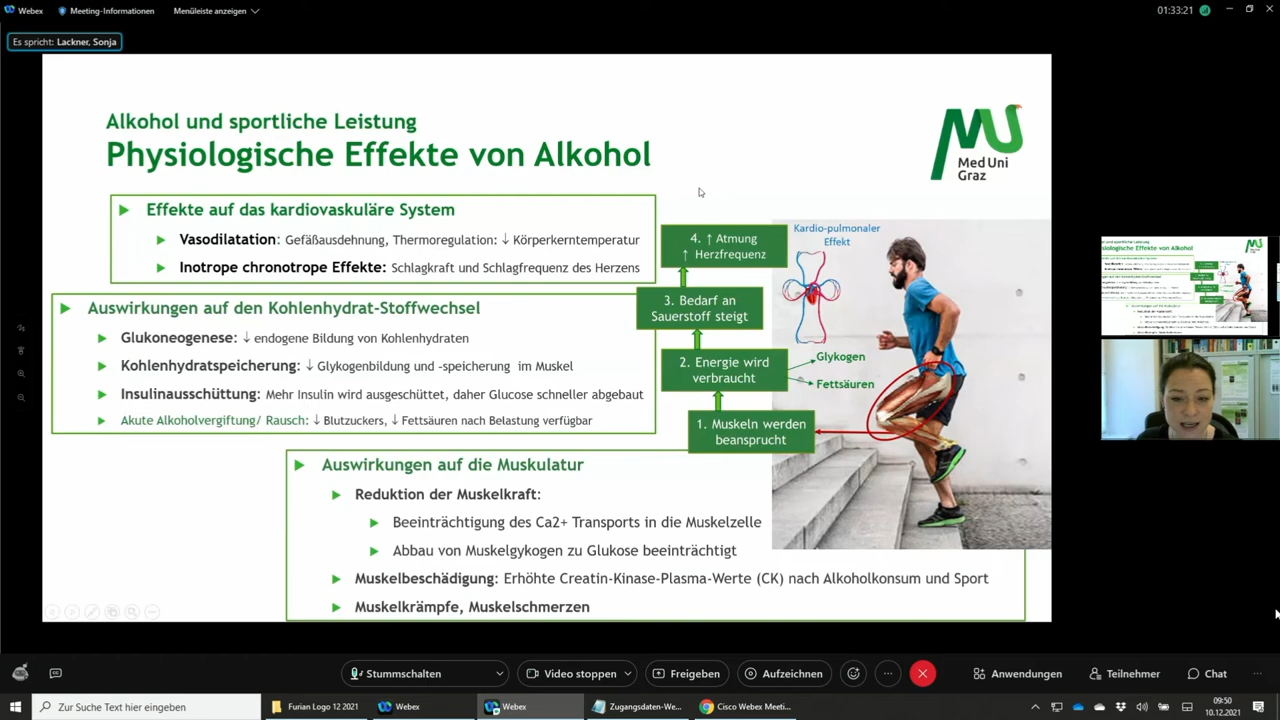 Webex
Meeting-Informationen
Menüleiste anzeigen
01:33:21
Es spricht: Lackner, Sonja
Alkohol und sportliche Leistung
Physiologische Effekte von Alkohol
Med Uni
Graz
Effekte auf das kardiovaskuläre System
Vasodilatation: Gefäßausdehnung, Thermoregulation: ↓ Körperkerntemperatur
Inotrope chronotrope Effekte: Schlagkraft und Schlagfrequenz des Herzens
Auswirkungen auf den Kohlenhydrat-Stoffwechsel
Glukoneogenese: ↓ endogene Bildung von Kohlenhydraten
Kohlenhydratspeicherung: ↓ Glykogenbildung und -speicherung im Muskel
Insulinausschüttung: Mehr Insulin wird ausgeschüttet, daher Glucose schneller abgebaut
Akute Alkoholvergiftung/ Rausch: ↓ Blutzuckers, ↓ Fettsäuren nach Belastung verfügbar
4. ↑ Atmung
↑ Herzfrequenz
Kardio-pulmonaler
Effekt
3. Bedarf an
Sauerstoff steigt
2. Energie wird
verbraucht
Glykogen
Fettsäuren
1. Muskeln werden
beansprucht
Auswirkungen auf die Muskulatur
Reduktion der Muskelkraft:
Beeinträchtigung des Ca2+ Transports in die Muskelzelle
Abbau von Muskelgykogen zu Glukose beeinträchtigt
Muskelbeschädigung: Erhöhte Creatin-Kinase-Plasma-Werte (CK) nach Alkoholkonsum und Sport
Muskelkrämpfe, Muskelschmerzen
Stummschalten
Video stoppen
Freigeben
Aufzeichnen
Anwendungen
Teilnehmer
Chat
Zur Suche Text hier eingeben
Furian Logo 12 2021
Webex
Webex
Zugangsdaten-We...
Cisco Webex Meeti...
09:50
10.12.2021